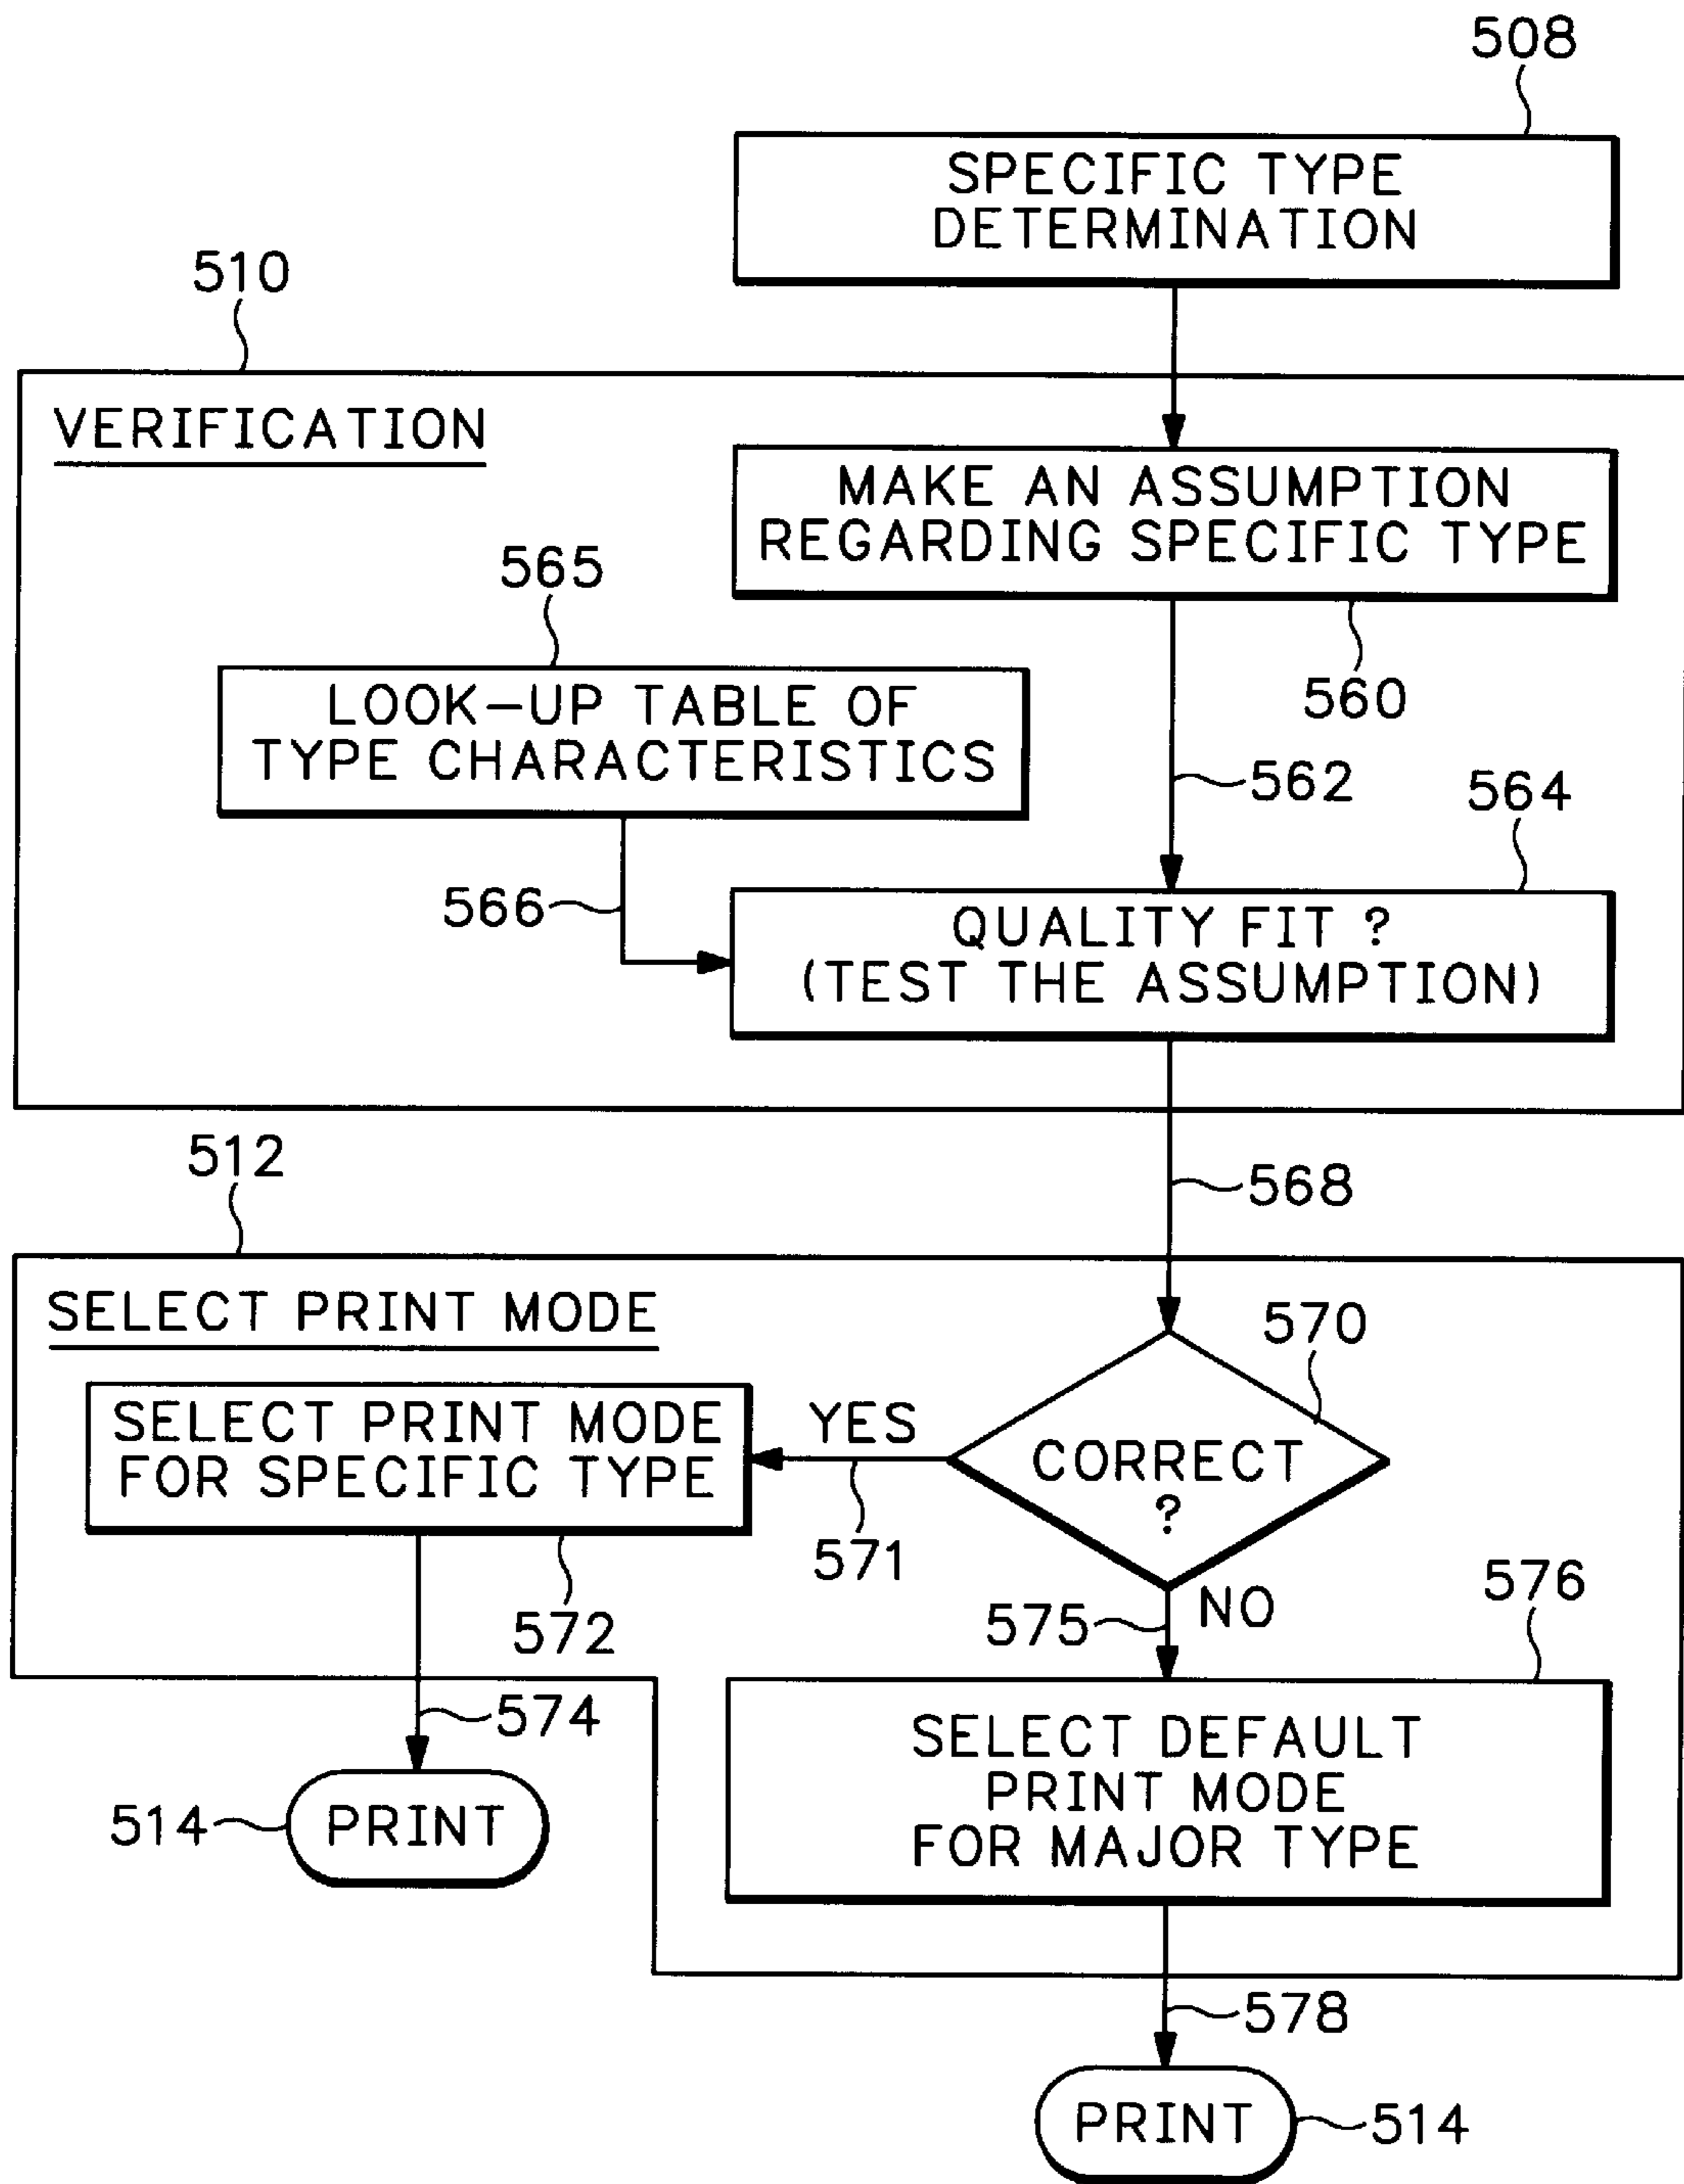 508
SPECIFIC TYPE
DETERMINATION
510
VERIFICATION
MAKE AN ASSUMPTION
REGARDING SPECIFIC TYPE
565
560
LOOK-UP TABLE OF
TYPE CHARACTERISTICS
562
564
566
QUALITY FIT ?
(TEST THE ASSUMPTION)
512
568
SELECT PRINT MODE
570
SELECT PRINT MODE
FOR SPECIFIC TYPE
YES
CORRECT
?
571
572
575
NO
576
574
SELECT DEFAULT
PRINT MODE
FOR MAJOR TYPE
514
PRINT
578
PRINT
514